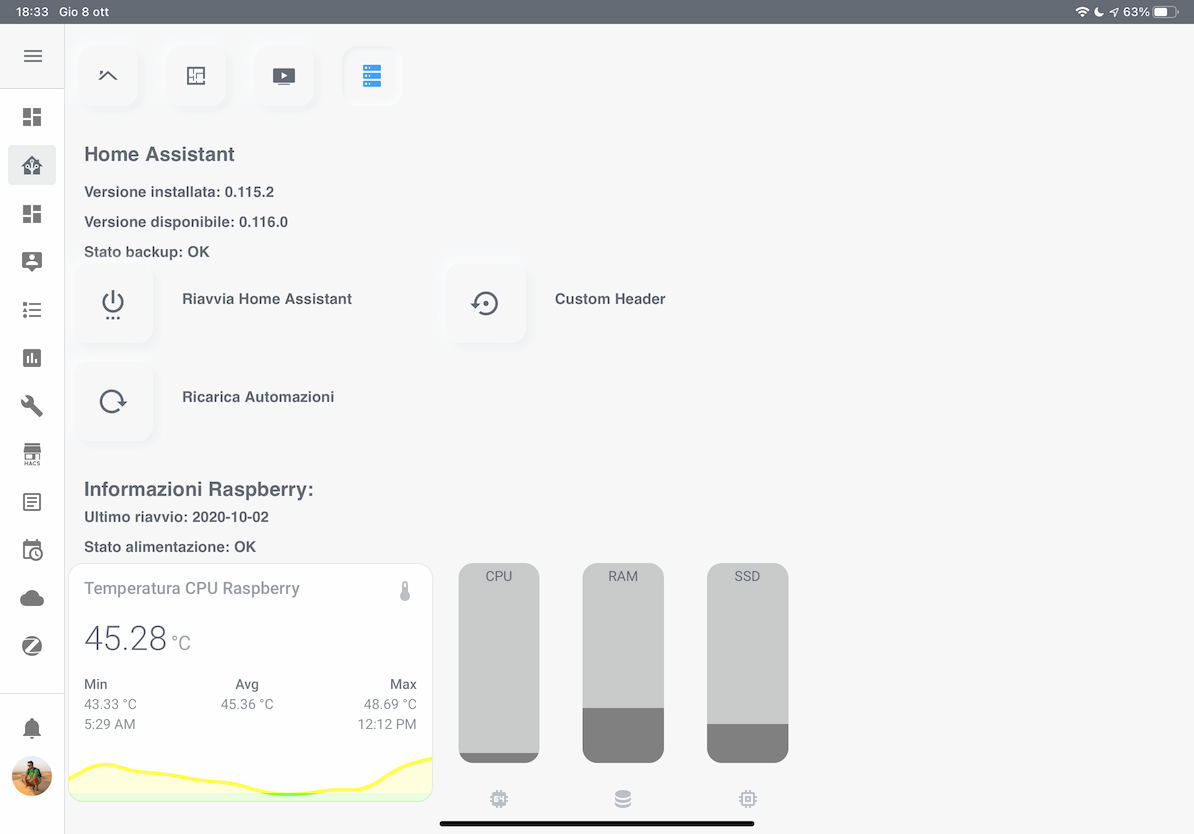 18:33 Gio 8 ott
63%
Home Assistant
Versione installata: 0.115.2
Versione disponibile: 0.116.0
Stato backup: OK
Riavvia Home Assistant
Custom Header
Ricarica Automazioni
HACS
Informazioni Raspberry:
Ultimo riavvio: 2020-10-02
Stato alimentazione: OK
Temperatura CPU Raspberry
45.28 °C
Min Avg Max
43.33 °C 45.36 °C 48.69 °C
5:29 AM 12:12 PM
CPU RAM SSD
64